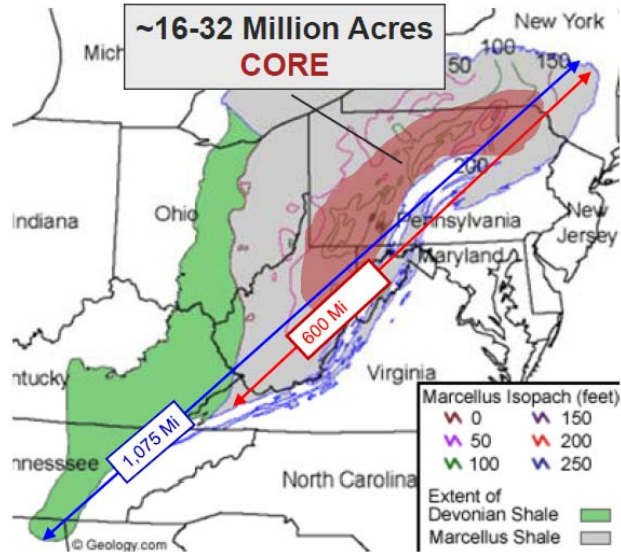 ~16-32 Million Acres
CORE
New York
Mich
50
100
150
200
Indiana
Ohio
Pennsylvania
New
Jersey
Maryland
600 Mi
Virginia
ntucky
1,075 Mi
nnesssee
North Carolina
© Geology.com
Marcellus Isopach (feet)
0
150
50
200
100
250
Extent of
Devonian Shale
Marcellus Shale